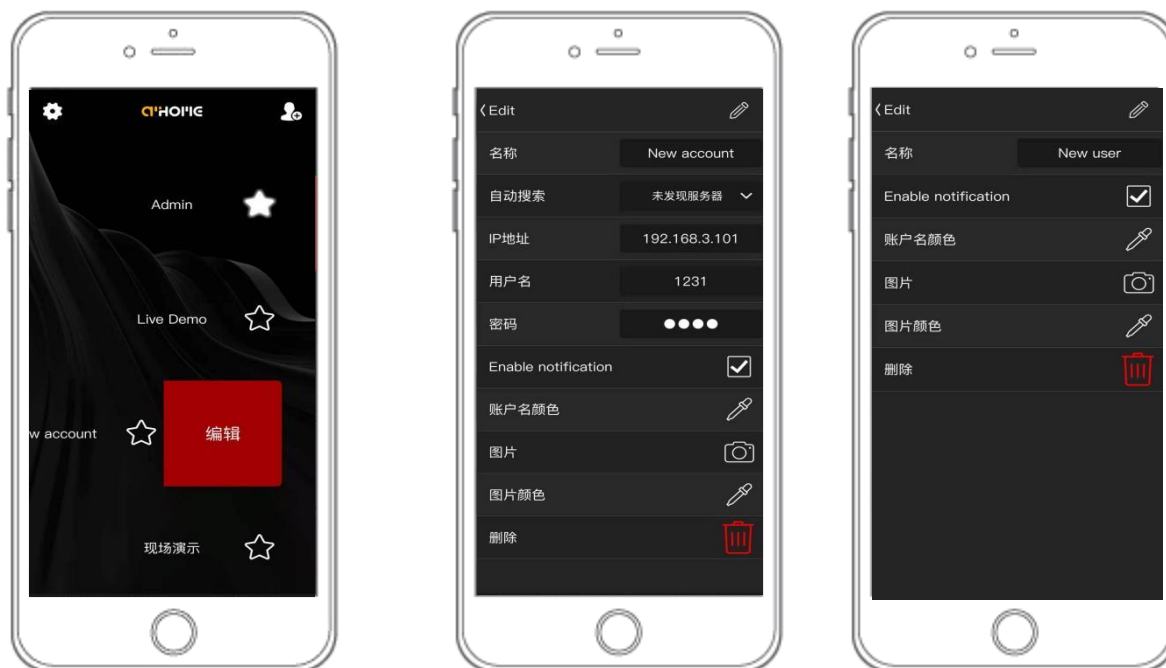 at'HOME
Admin
Live Demo
w account
编辑
现场演示
Edit
名称 New account
自动搜索 未发现服务器
IP地址 192.168.3.101
用户名 1231
密码 ●●●●
Enable notification
账户名颜色
图片
图片颜色
删除
Edit
名称 New user
Enable notification
账户名颜色
图片
图片颜色
删除